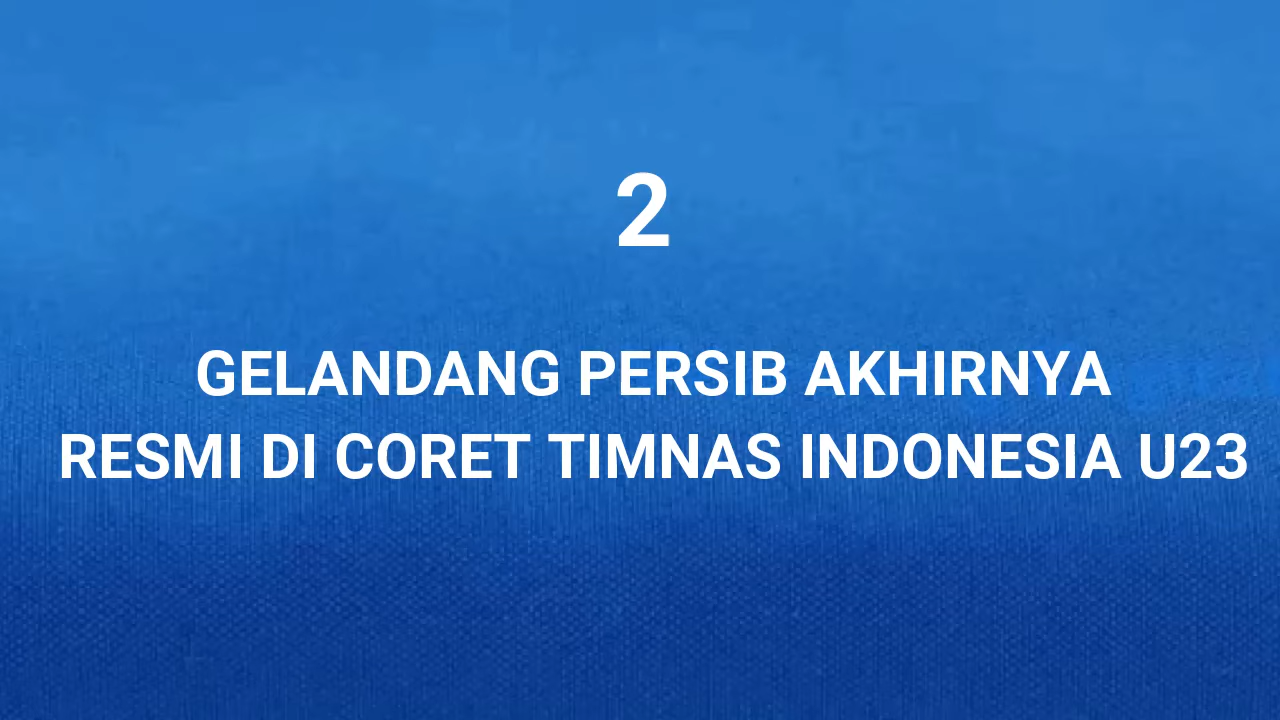 2
GELANDANG PERSIB AKHIRNYA
RESMI DI CORET TIMNAS INDONESIA U23